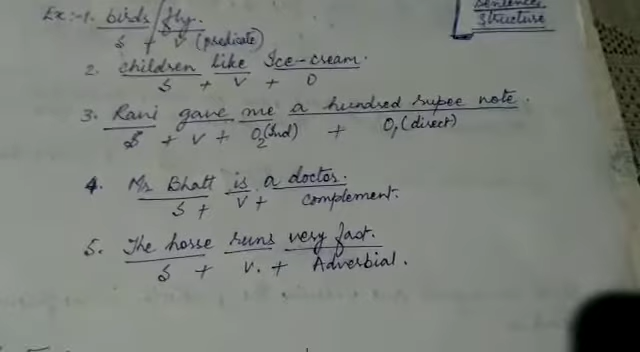 Sentence
Structure
Ex:-1. birds/fly.
S + V (predicate)
2. children like Ice-cream.
S + V + O
3. Rani gave me a hundred rupee note.
S + V + O2(Ind) + O1(direct)
4. Mr Bhatt is a doctor.
S + V + complement.
5. The horse runs very fast.
S + V. + Adverbial.